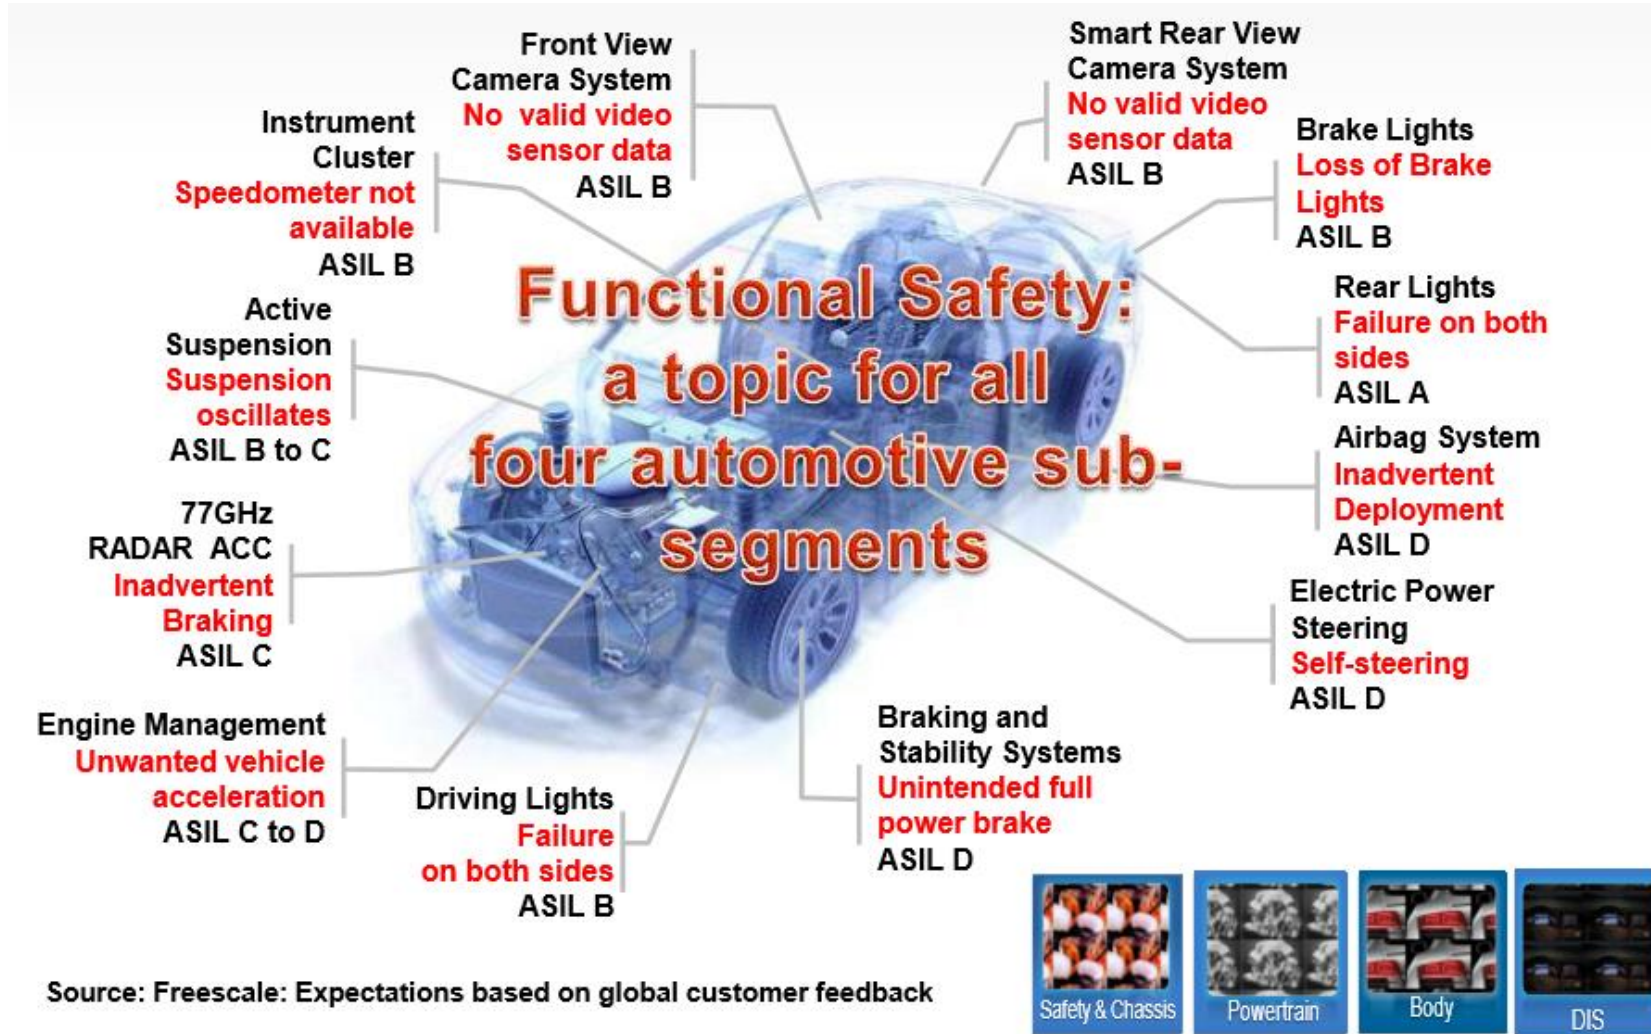 Front View
Camera System
No valid video
sensor data
ASIL B
Smart Rear View
Camera System
No valid video
sensor data
ASIL B
Instrument
Cluster
Speedometer not
available
ASIL B
Brake Lights
Loss of Brake
Lights
ASIL B
Functional Safety:
a topic for all
four automotive sub-
segments
Active
Suspension
Suspension
oscillates
ASIL B to C
Rear Lights
Failure on both
sides
ASIL A
Airbag System
Inadvertent
Deployment
ASIL D
77GHz
RADAR ACC
Inadvertent
Braking
ASIL C
Electric Power
Steering
Self-steering
ASIL D
Engine Management
Unwanted vehicle
acceleration
ASIL C to D
Driving Lights
Failure
on both sides
ASIL B
Braking and
Stability Systems
Unintended full
power brake
ASIL D
Source: Freescale: Expectations based on global customer feedback
Safety & Chassis
Powertrain
Body
DIS